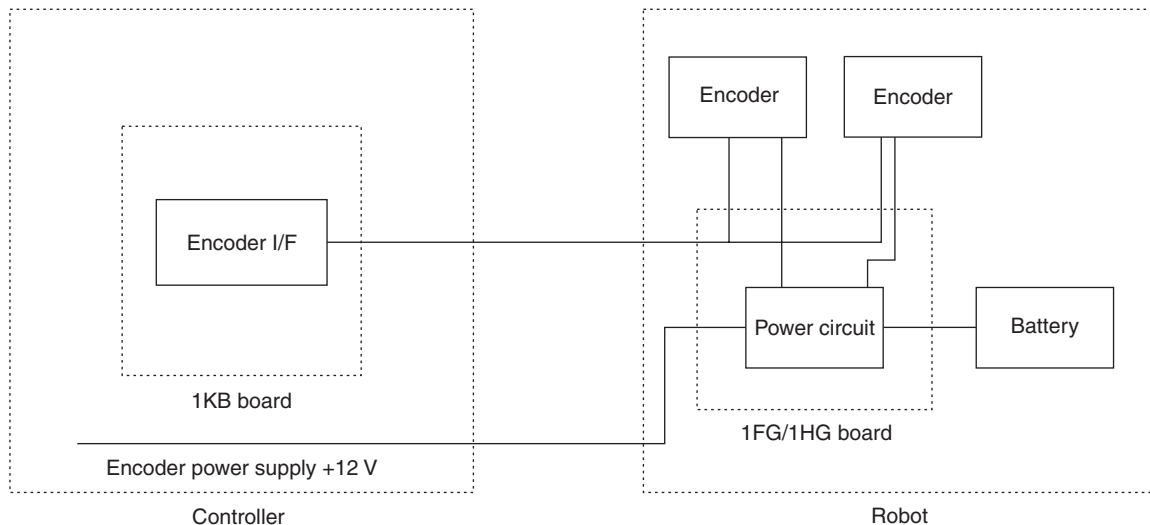 Encoder
Encoder
Encoder I/F
Power circuit
Battery
1KB board
1FG/1HG board
Encoder power supply +12 V
Controller
Robot